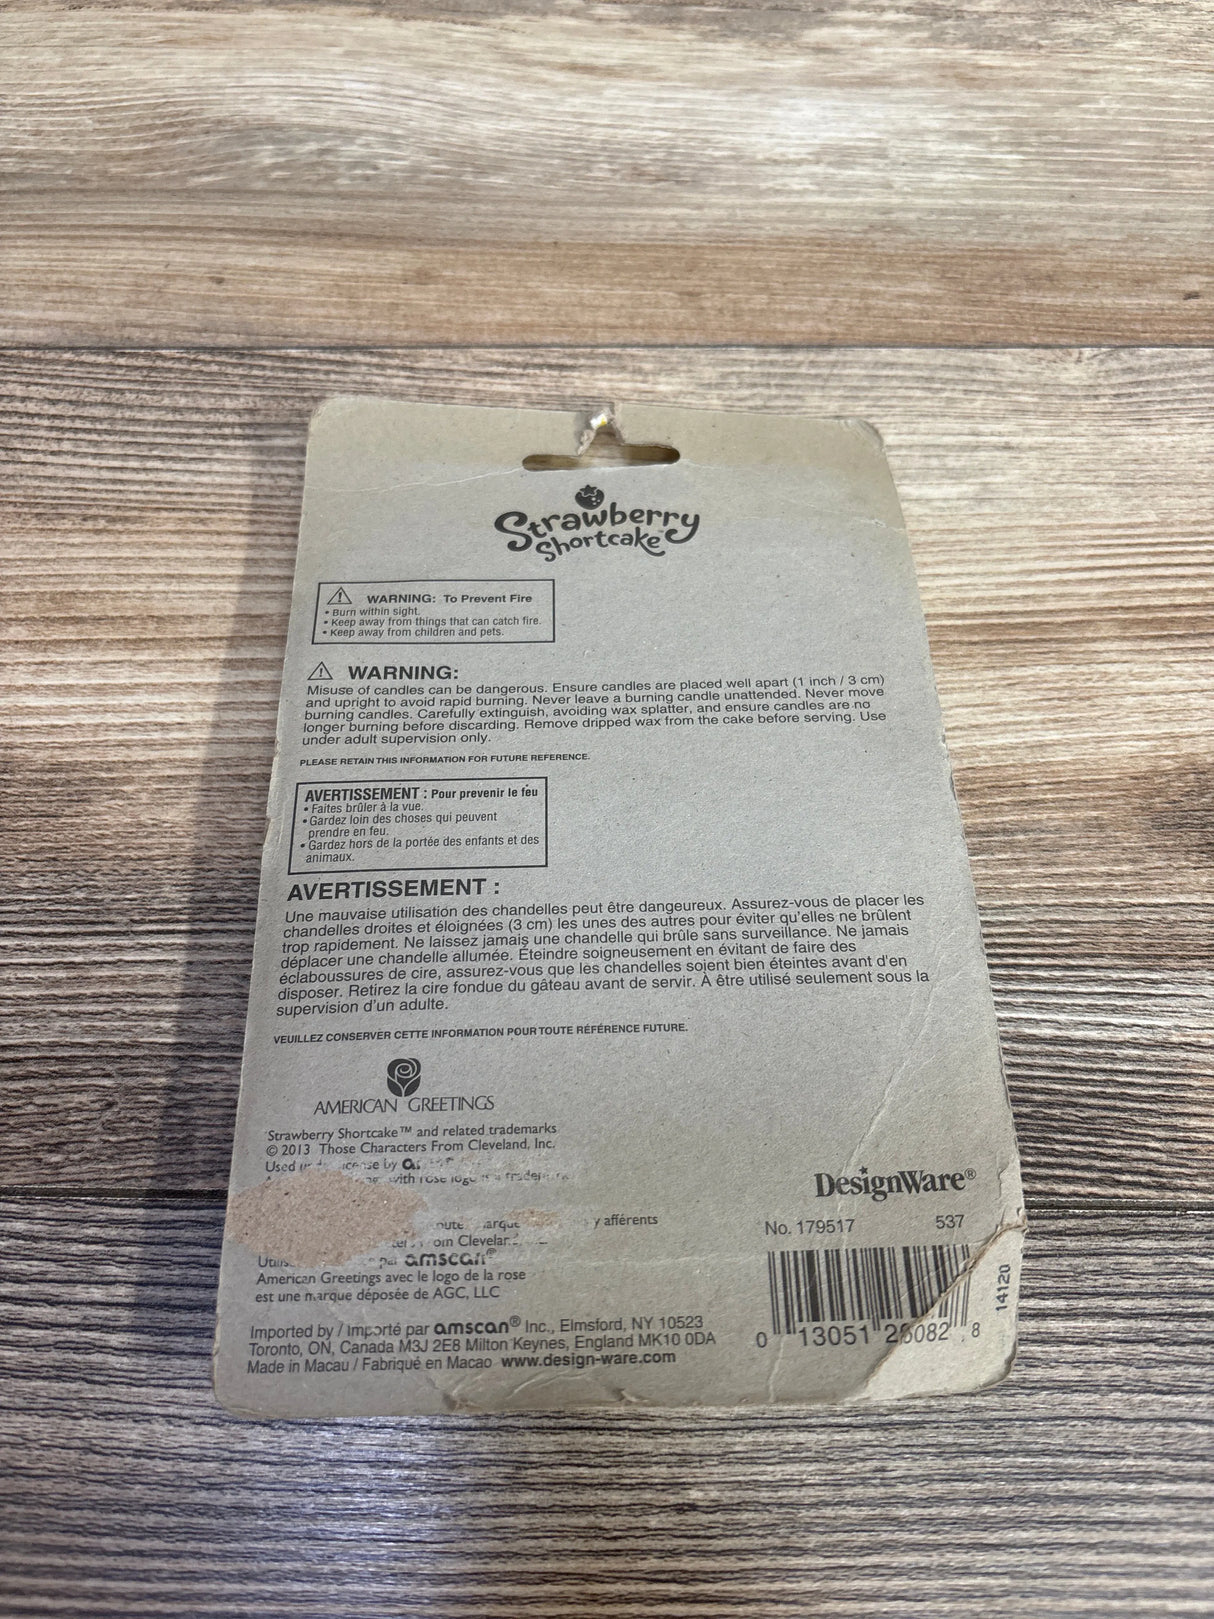 Strawberry
Shortcake™
WARNING: To Prevent Fire
• Burn within sight.
• Keep away from things that can catch fire.
• Keep away from children and pets.
WARNING:
Misuse of candles can be dangerous. Ensure candles are placed well apart (1 inch / 3 cm)
and upright to avoid rapid burning. Never leave a burning candle unattended. Never move
burning candles. Carefully extinguish, avoiding wax splatter, and ensure candles are no
longer burning before discarding. Remove dripped wax from the cake before serving. Use
under adult supervision only.
PLEASE RETAIN THIS INFORMATION FOR FUTURE REFERENCE.
AVERTISSEMENT : Pour prevenir le feu
• Faites brûler à la vue.
• Gardez loin des choses qui peuvent
prendre en feu.
• Gardez hors de la portée des enfants et des
animaux.
AVERTISSEMENT :
Une mauvaise utilisation des chandelles peut être dangeureux. Assurez-vous de placer les
chandelles droites et éloignées (3 cm) les unes des autres pour éviter qu'elles ne brûlent
trop rapidement. Ne laissez jamais une chandelle qui brûle sans surveillance. Ne jamais
déplacer une chandelle allumée. Éteindre soigneusement en évitant de faire des
éclaboussures de cire, assurez-vous que les chandelles soient bien éteintes avant d'en
disposer. Retirez la cire fondue du gâteau avant de servir. À être utilisé seulement sous la
supervision d'un adulte.
VEUILLEZ CONSERVER CETTE INFORMATION POUR TOUTE RÉFÉRENCE FUTURE.
AMERICAN GREETINGS
Strawberry Shortcake™ and related trademarks
© 2013 Those Characters From Cleveland, Inc.
Used by
with rose logo is a
y afférents
amscan®
American Greetings avec le logo de la rose
est une marque déposée de AGC, LLC
Imported by / Importé par amscan® Inc., Elmsford, NY 10523
Toronto, ON, Canada M3J 2E8 Milton Keynes, England MK10 0DA
Made in Macau / Fabriqué en Macao www.design-ware.com
DesignWare®
No. 179517 537
14120
0 13051 26082 8